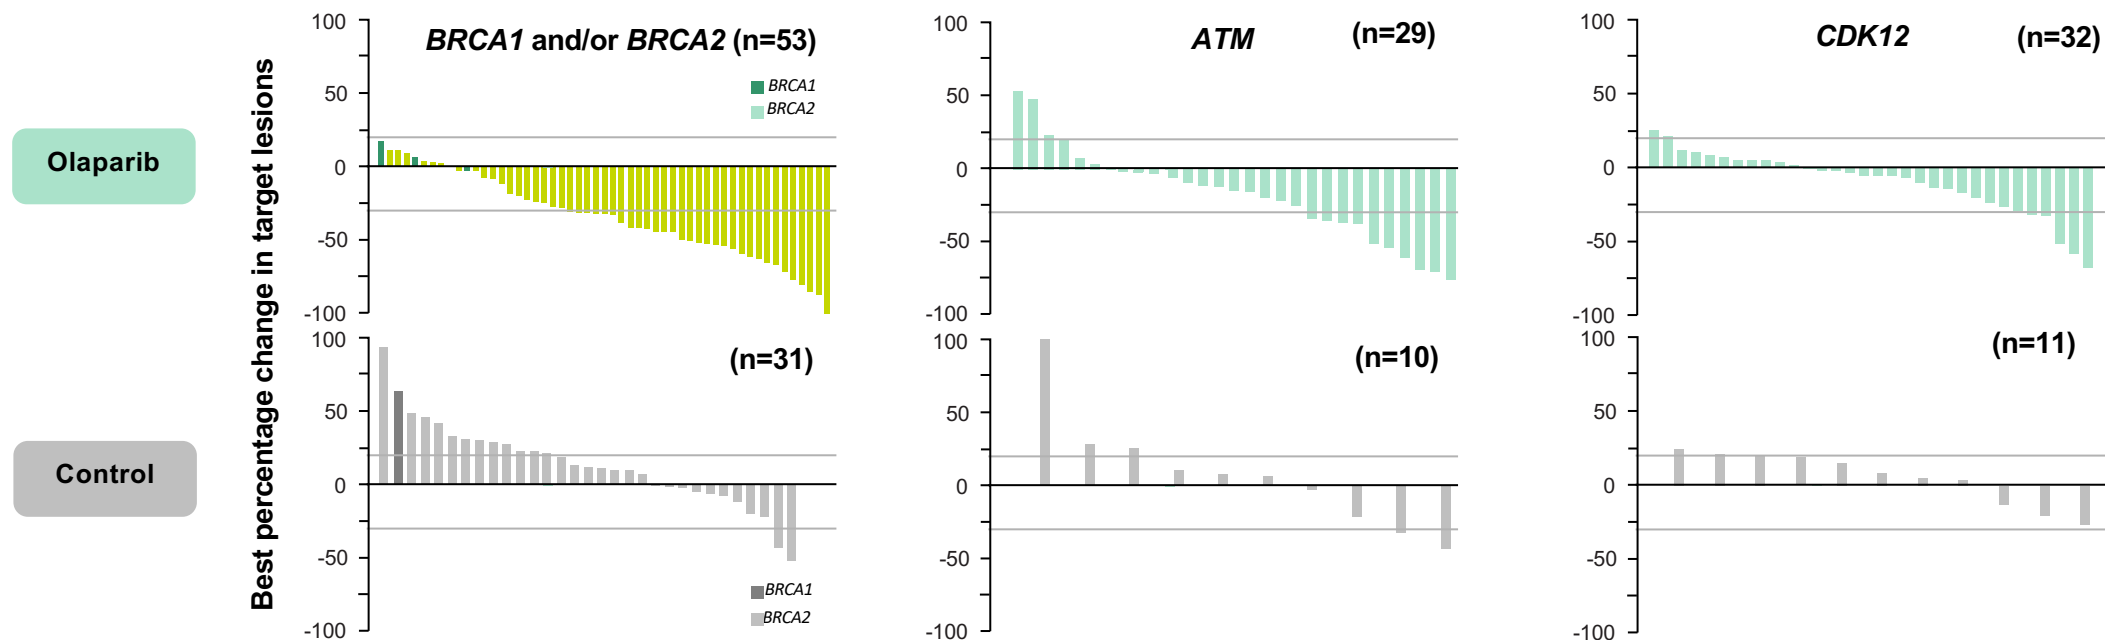 Olaparib
Control
Best percentage change in target lesions
BRCA1 and/or BRCA2 (n=53)
100
50
0
-50
-100
BRCA1
BRCA2
ATM (n=29)
100
50
0
-50
-100
CDK12 (n=32)
100
50
0
-50
-100
(n=31)
100
50
0
-50
-100
BRCA1
BRCA2
(n=10)
100
50
0
-50
-100
(n=11)
100
50
0
-50
-100